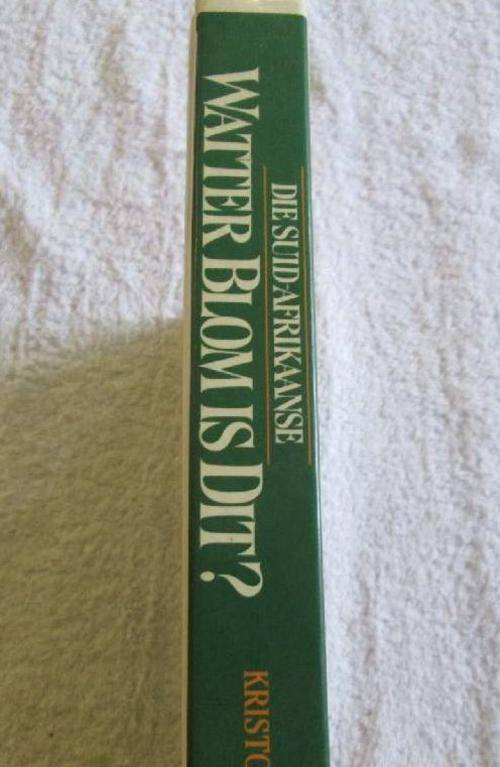 DIE SUID-AFRIKAANSE
WATTER BLOM IS DIT?